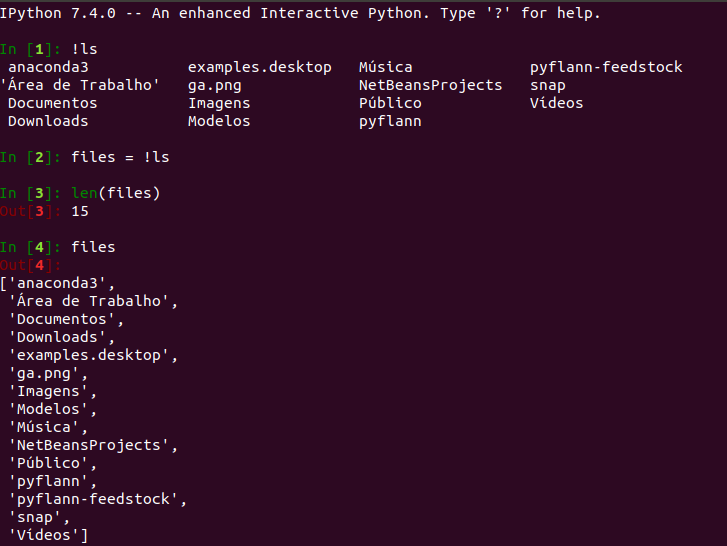 IPython 7.4.0 -- An enhanced Interactive Python. Type '?' for help.
In [1]: !ls
anaconda3 examples.desktop Música pyflann-feedstock
'Área de Trabalho' ga.png NetBeansProjects snap
Documentos Imagens Público Vídeos
Downloads Modelos pyflann
In [2]: files = !ls
In [3]: len(files)
Out[3]: 15
In [4]: files
Out[4]:
['anaconda3',
'Área de Trabalho',
'Documentos',
'Downloads',
'examples.desktop',
'ga.png',
'Imagens',
'Modelos',
'Música',
'NetBeansProjects',
'Público',
'pyflann',
'pyflann-feedstock',
'snap',
'Vídeos']